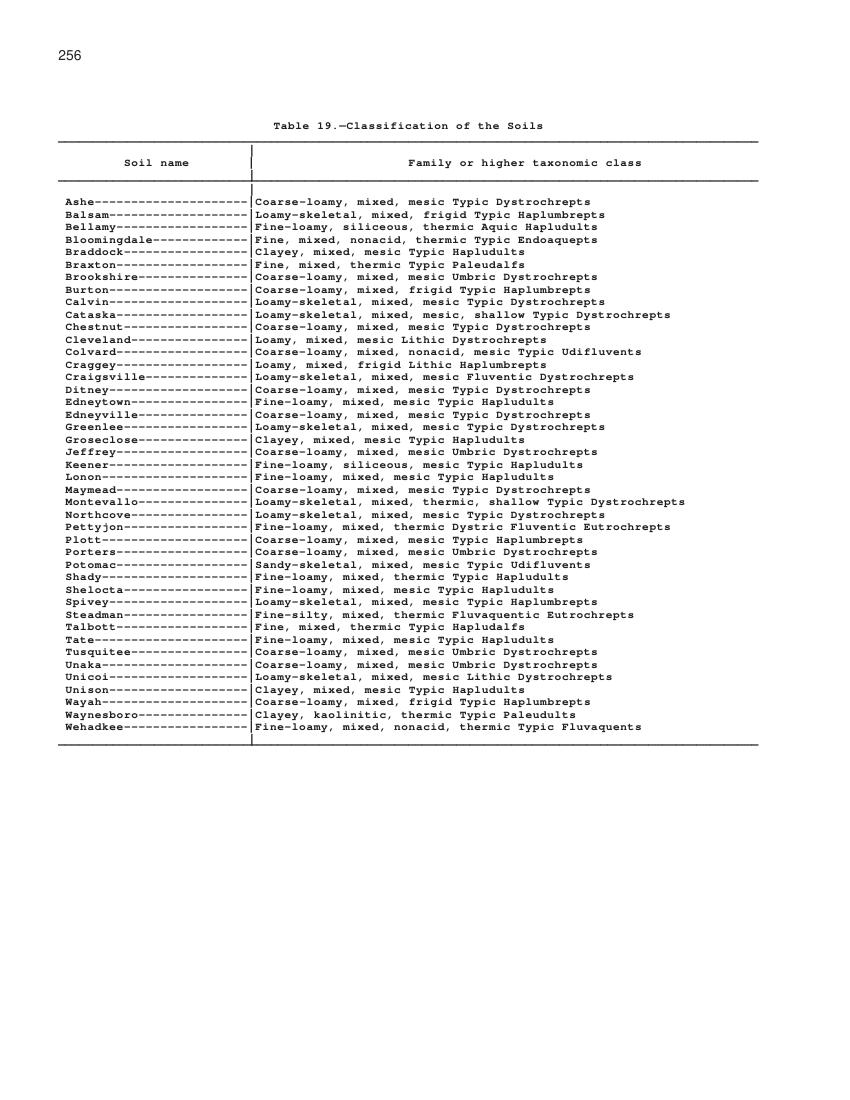 256
Table 19.—Classification of the Soils
Soil name | Family or higher taxonomic class
Ashe---------------------|Coarse-loamy, mixed, mesic Typic Dystrochrepts
Balsam-------------------|Loamy-skeletal, mixed, frigid Typic Haplumbrepts
Bellamy------------------|Fine-loamy, siliceous, thermic Aquic Hapludults
Bloomingdale-------------|Fine, mixed, nonacid, thermic Typic Endoaquepts
Braddock-----------------|Clayey, mixed, mesic Typic Hapludults
Braxton------------------|Fine, mixed, thermic Typic Paleudalfs
Brookshire---------------|Coarse-loamy, mixed, mesic Umbric Dystrochrepts
Burton-------------------|Coarse-loamy, mixed, frigid Typic Haplumbrepts
Calvin-------------------|Loamy-skeletal, mixed, mesic Typic Dystrochrepts
Cataska------------------|Loamy-skeletal, mixed, mesic, shallow Typic Dystrochrepts
Chestnut-----------------|Coarse-loamy, mixed, mesic Typic Dystrochrepts
Cleveland----------------|Loamy, mixed, mesic Lithic Dystrochrepts
Colvard------------------|Coarse-loamy, mixed, nonacid, mesic Typic Udifluvents
Craggey------------------|Loamy, mixed, frigid Lithic Haplumbrepts
Craigsville--------------|Loamy-skeletal, mixed, mesic Fluventic Dystrochrepts
Ditney-------------------|Coarse-loamy, mixed, mesic Typic Dystrochrepts
Edneytown----------------|Fine-loamy, mixed, mesic Typic Hapludults
Edneyville---------------|Coarse-loamy, mixed, mesic Typic Dystrochrepts
Greenlee-----------------|Loamy-skeletal, mixed, mesic Typic Dystrochrepts
Groseclose---------------|Clayey, mixed, mesic Typic Hapludults
Jeffrey------------------|Coarse-loamy, mixed, mesic Umbric Dystrochrepts
Keener-------------------|Fine-loamy, siliceous, mesic Typic Hapludults
Lonon--------------------|Fine-loamy, mixed, mesic Typic Hapludults
Maymead------------------|Coarse-loamy, mixed, mesic Typic Dystrochrepts
Montevallo---------------|Loamy-skeletal, mixed, thermic, shallow Typic Dystrochrepts
Northcove----------------|Loamy-skeletal, mixed, mesic Typic Dystrochrepts
Pettyjon-----------------|Fine-loamy, mixed, thermic Dystric Fluventic Eutrochrepts
Plott--------------------|Coarse-loamy, mixed, mesic Typic Haplumbrepts
Porters------------------|Coarse-loamy, mixed, mesic Umbric Dystrochrepts
Potomac------------------|Sandy-skeletal, mixed, mesic Typic Udifluvents
Shady--------------------|Fine-loamy, mixed, thermic Typic Hapludults
Shelocta-----------------|Fine-loamy, mixed, mesic Typic Hapludults
Spivey-------------------|Loamy-skeletal, mixed, mesic Typic Haplumbrepts
Steadman-----------------|Fine-silty, mixed, thermic Fluvaquentic Eutrochrepts
Talbott------------------|Fine, mixed, thermic Typic Hapludalfs
Tate---------------------|Fine-loamy, mixed, mesic Typic Hapludults
Tusquitee----------------|Coarse-loamy, mixed, mesic Umbric Dystrochrepts
Unaka--------------------|Coarse-loamy, mixed, mesic Umbric Dystrochrepts
Unicoi-------------------|Loamy-skeletal, mixed, mesic Lithic Dystrochrepts
Unison-------------------|Clayey, mixed, mesic Typic Hapludults
Wayah--------------------|Coarse-loamy, mixed, frigid Typic Haplumbrepts
Waynesboro---------------|Clayey, kaolinitic, thermic Typic Paleudults
Wehadkee-----------------|Fine-loamy, mixed, nonacid, thermic Typic Fluvaquents